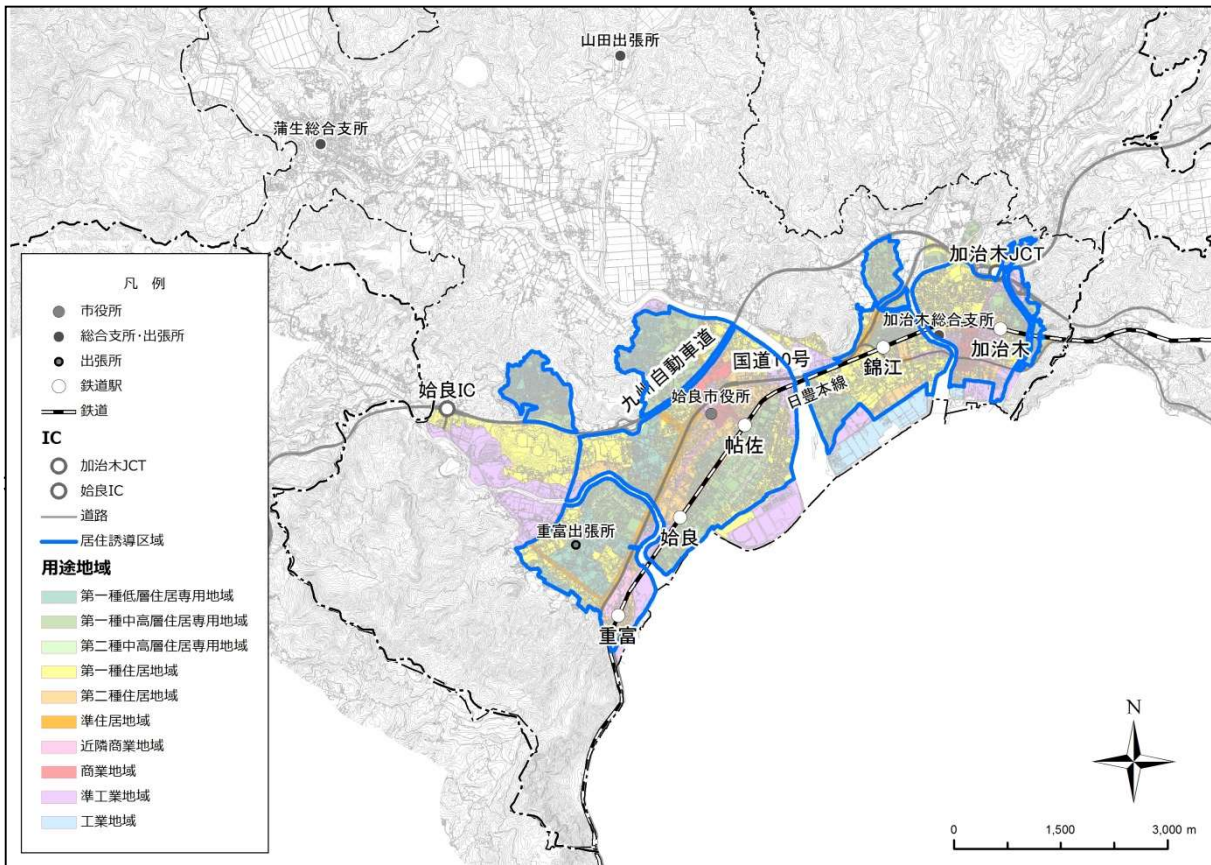 山田出張所
蒲生総合支所
加治木JCT
加治木総合支所
加治木
錦江
国道10号
九州自動車道
日豊本線
姶良IC
姶良市役所
帖佐
重富出張所
姶良
重富
凡 例
市役所
総合支所・出張所
出張所
鉄道駅
鉄道
IC
加治木JCT
姶良IC
道路
居住誘導区域
用途地域
第一種低層住居専用地域
第一種中高層住居専用地域
第二種中高層住居専用地域
第一種住居地域
第二種住居地域
準住居地域
近隣商業地域
商業地域
準工業地域
工業地域
N
0 1,500 3,000 m